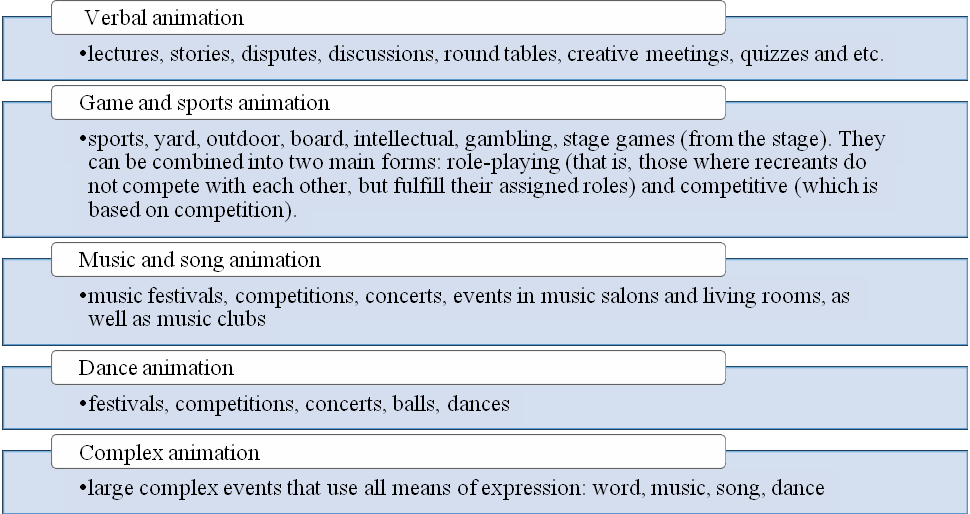 Verbal animation
•lectures, stories, disputes, discussions, round tables, creative meetings, quizzes and etc.
Game and sports animation
•sports, yard, outdoor, board, intellectual, gambling, stage games (from the stage). They
can be combined into two main forms: role-playing (that is, those where recreants do
not compete with each other, but fulfill their assigned roles) and competitive (which is
based on competition).
Music and song animation
•music festivals, competitions, concerts, events in music salons and living rooms, as
well as music clubs
Dance animation
•festivals, competitions, concerts, balls, dances
Complex animation
•large complex events that use all means of expression: word, music, song, dance